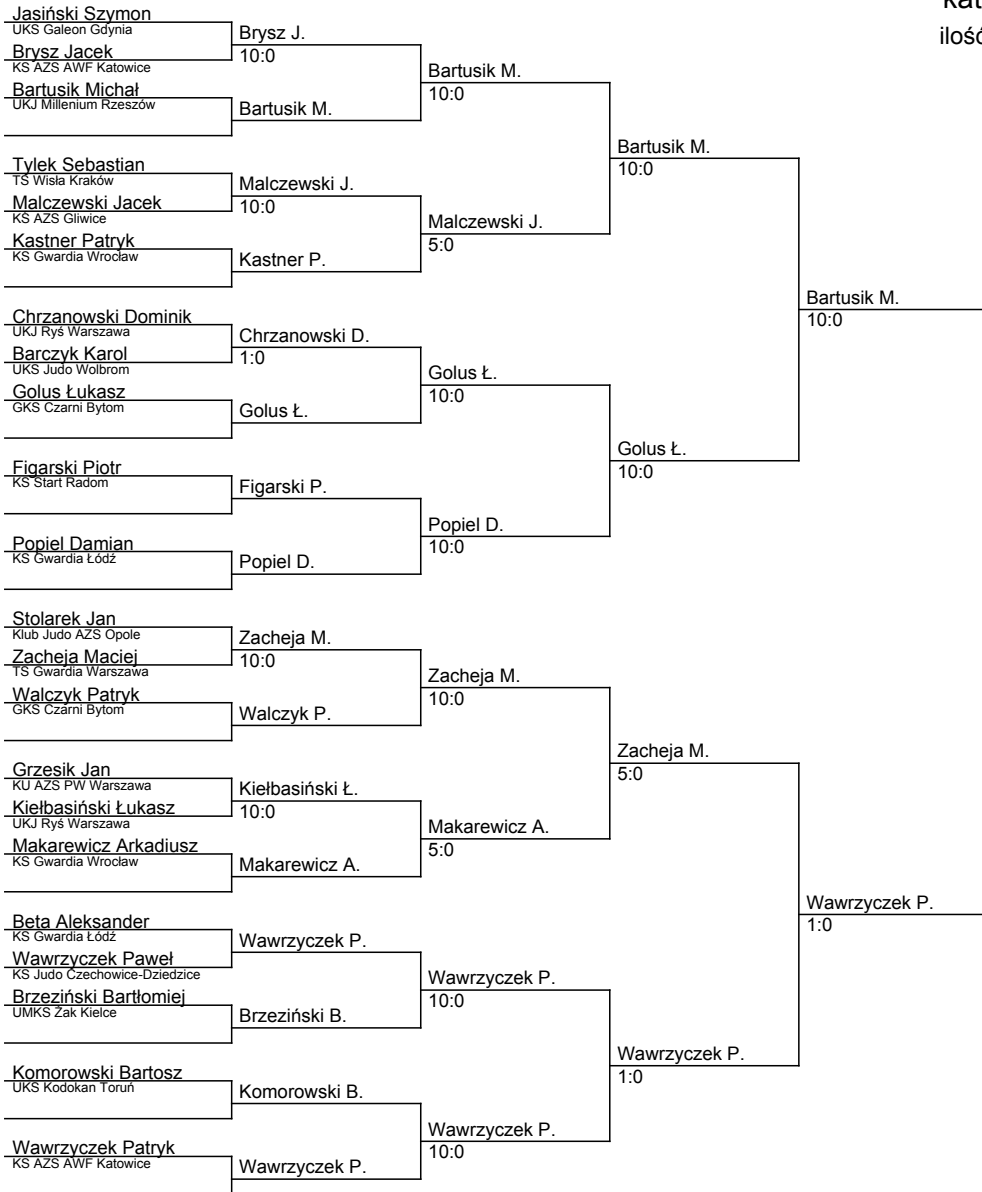 kat
ilość
Jasiński Szymon
UKS Galeon Gdynia
Brysz Jacek
KS AZS AWF Katowice
Bartusik Michał
UKJ Millenium Rzeszów
Tylek Sebastian
TS Wisła Kraków
Malczewski Jacek
KS AZS Gliwice
Kastner Patryk
KS Gwardia Wrocław
Chrzanowski Dominik
UKJ Ryś Warszawa
Barczyk Karol
UKS Judo Wolbrom
Golus Łukasz
GKS Czarni Bytom
Figarski Piotr
KS Start Radom
Popiel Damian
KS Gwardia Łódź
Stolarek Jan
Klub Judo AZS Opole
Zacheja Maciej
TS Gwardia Warszawa
Walczyk Patryk
GKS Czarni Bytom
Grzesik Jan
KU AZS PW Warszawa
Kiełbasiński Łukasz
UKJ Ryś Warszawa
Makarewicz Arkadiusz
KS Gwardia Wrocław
Beta Aleksander
KS Gwardia Łódź
Wawrzyczek Paweł
KS Judo Czechowice-Dziedzice
Brzeziński Bartłomiej
UMKS Żak Kielce
Komorowski Bartosz
UKS Kodokan Toruń
Wawrzyczek Patryk
KS AZS AWF Katowice
Brysz J.
10:0
Bartusik M.
Malczewski J.
10:0
Kastner P.
Chrzanowski D.
1:0
Golus Ł.
Figarski P.
Popiel D.
Zacheja M.
10:0
Walczyk P.
Kiełbasiński Ł.
10:0
Makarewicz A.
Wawrzyczek P.
Brzeziński B.
Komorowski B.
Wawrzyczek P.
Bartusik M.
10:0
Malczewski J.
5:0
Golus Ł.
10:0
Popiel D.
10:0
Zacheja M.
10:0
Makarewicz A.
5:0
Wawrzyczek P.
10:0
Wawrzyczek P.
10:0
Bartusik M.
10:0
Golus Ł.
10:0
Zacheja M.
5:0
Wawrzyczek P.
1:0
Bartusik M.
10:0
Wawrzyczek P.
1:0